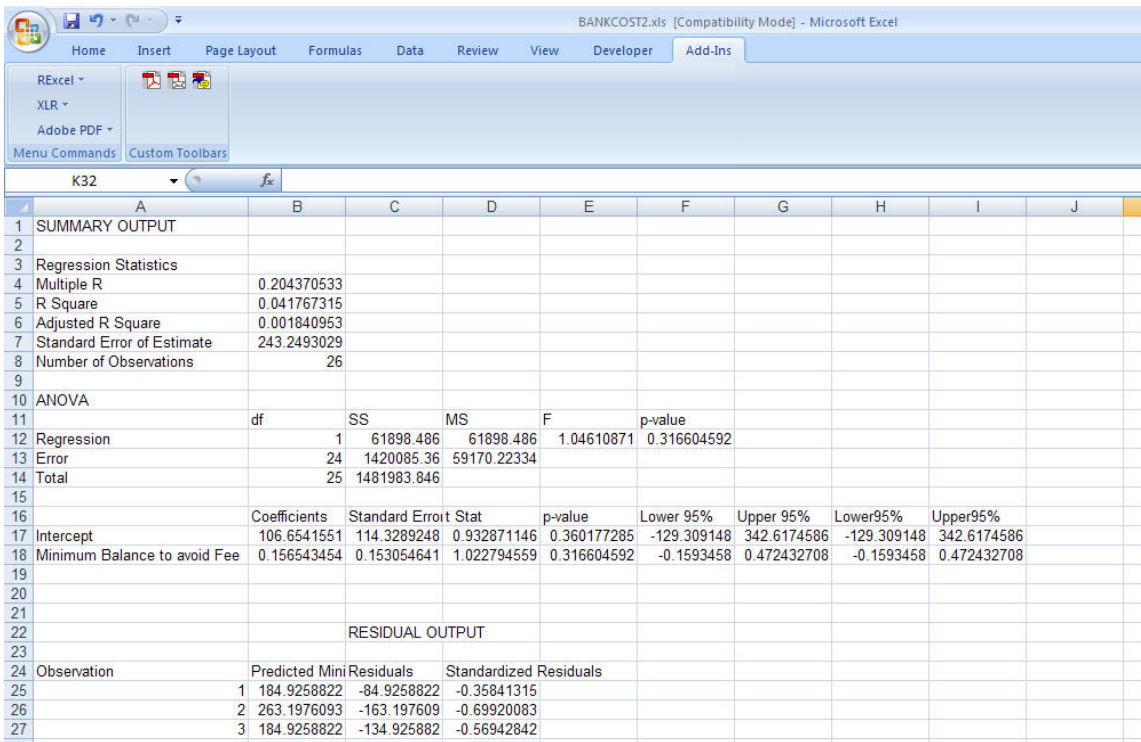 BANKCOST2.xls [Compatibility Mode] - Microsoft Excel
Home Insert Page Layout Formulas Data Review View Developer Add-Ins
RExcel
XLR
Adobe PDF
Menu Commands Custom Toolbars
K32 fx
A B C D E F G H I J
1 SUMMARY OUTPUT
2
3 Regression Statistics
4 Multiple R 0.204370533
5 R Square 0.041767315
6 Adjusted R Square 0.001840953
7 Standard Error of Estimate 243.2493029
8 Number of Observations 26
9
10 ANOVA
11 df SS MS F p-value
12 Regression 1 61898.486 61898.486 1.04610871 0.316604592
13 Error 24 1420085.36 59170.22334
14 Total 25 1481983.846
15
16 Coefficients Standard Error t Stat p-value Lower 95% Upper 95% Lower95% Upper95%
17 Intercept 106.6541551 114.3289248 0.932871146 0.360177285 -129.309148 342.6174586 -129.309148 342.6174586
18 Minimum Balance to avoid Fee 0.156543454 0.153054641 1.022794559 0.316604592 -0.1593458 0.472432708 -0.1593458 0.472432708
19
20
21
22 RESIDUAL OUTPUT
23
24 Observation Predicted Mini Residuals Standardized Residuals
25 1 184.9258822 -84.9258822 -0.35841315
26 2 263.1976093 -163.197609 -0.69920083
27 3 184.9258822 -134.925882 -0.56942842